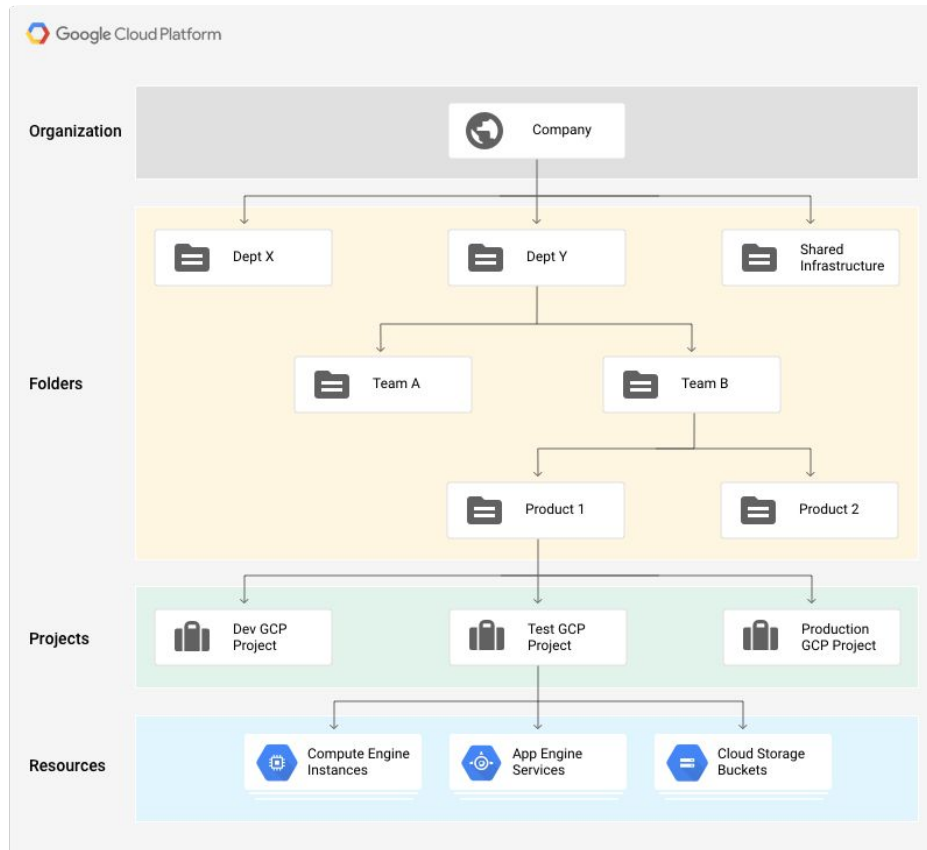 Google Cloud Platform
Organization
Company
Dept X
Dept Y
Shared
Infrastructure
Folders
Team A
Team B
Product 1
Product 2
Projects
Dev GCP
Project
Test GCP
Project
Production
GCP Project
Resources
Compute Engine
Instances
App Engine
Services
Cloud Storage
Buckets